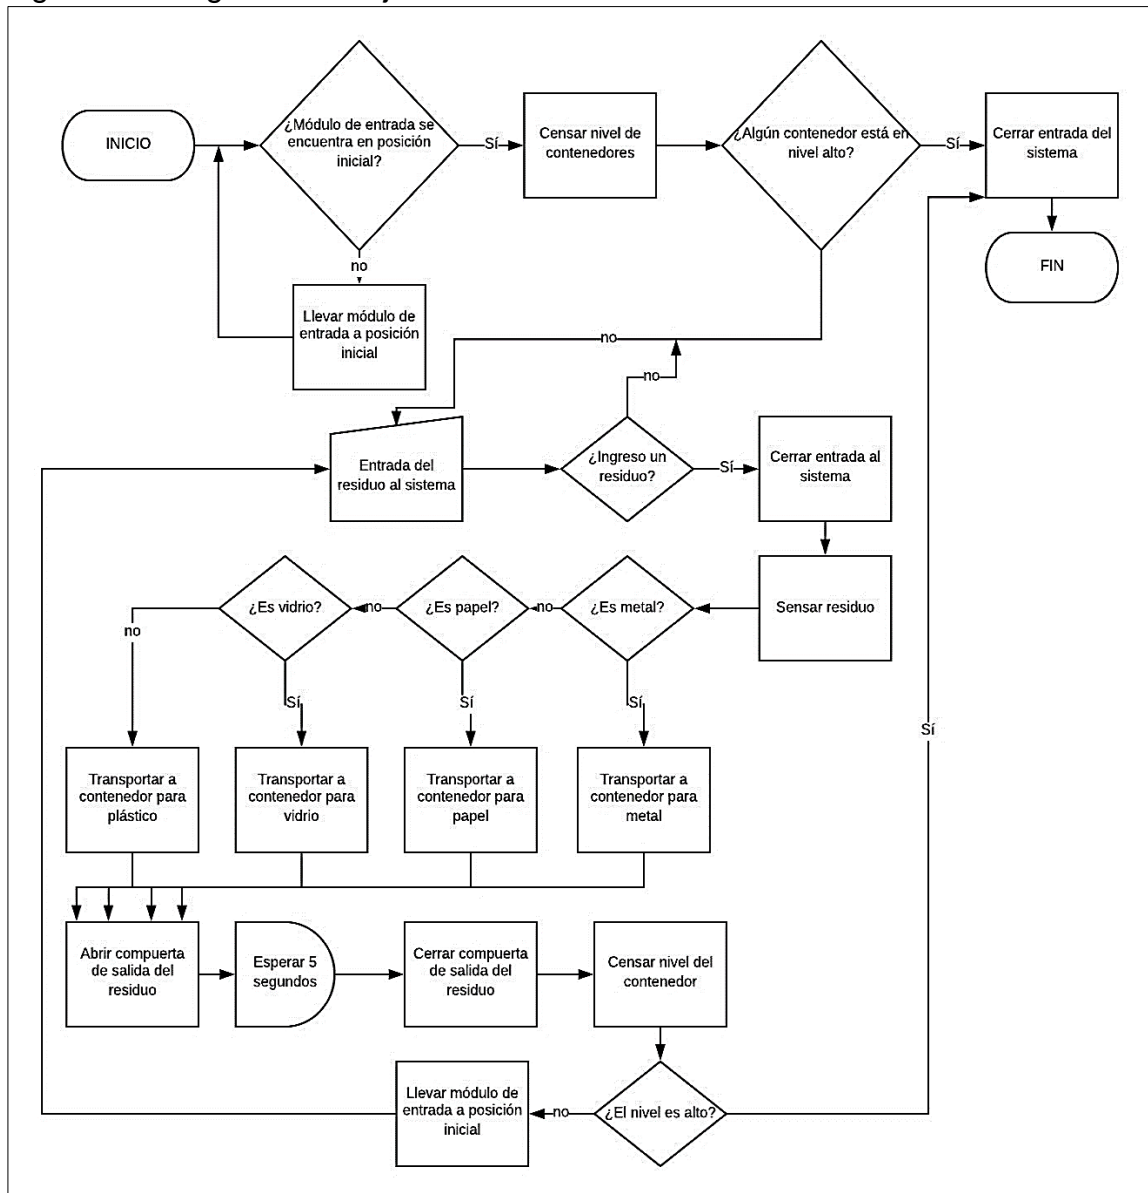 INICIO
¿Módulo de entrada se
encuentra en posición
inicial?
Sí
Censar nivel de
contenedores
¿Algún contenedor está en
nivel alto?
Sí
Cerrar entrada del
sistema
FIN
no
Llevar módulo de
entrada a posición
inicial
no
no
Entrada del
residuo al sistema
¿Ingreso un
residuo?
Sí
Cerrar entrada al
sistema
Sensar residuo
¿Es metal?
no
¿Es papel?
no
¿Es vidrio?
no
Sí
Sí
Sí
Sí
Transportar a
contenedor para
plástico
Transportar a
contenedor para
vidrio
Transportar a
contenedor para
papel
Transportar a
contenedor para
metal
Abrir compuerta
de salida del
residuo
Esperar 5
segundos
Cerrar compuerta
de salida del
residuo
Censar nivel del
contenedor
¿El nivel es alto?
no
Llevar módulo de
entrada a posición
inicial